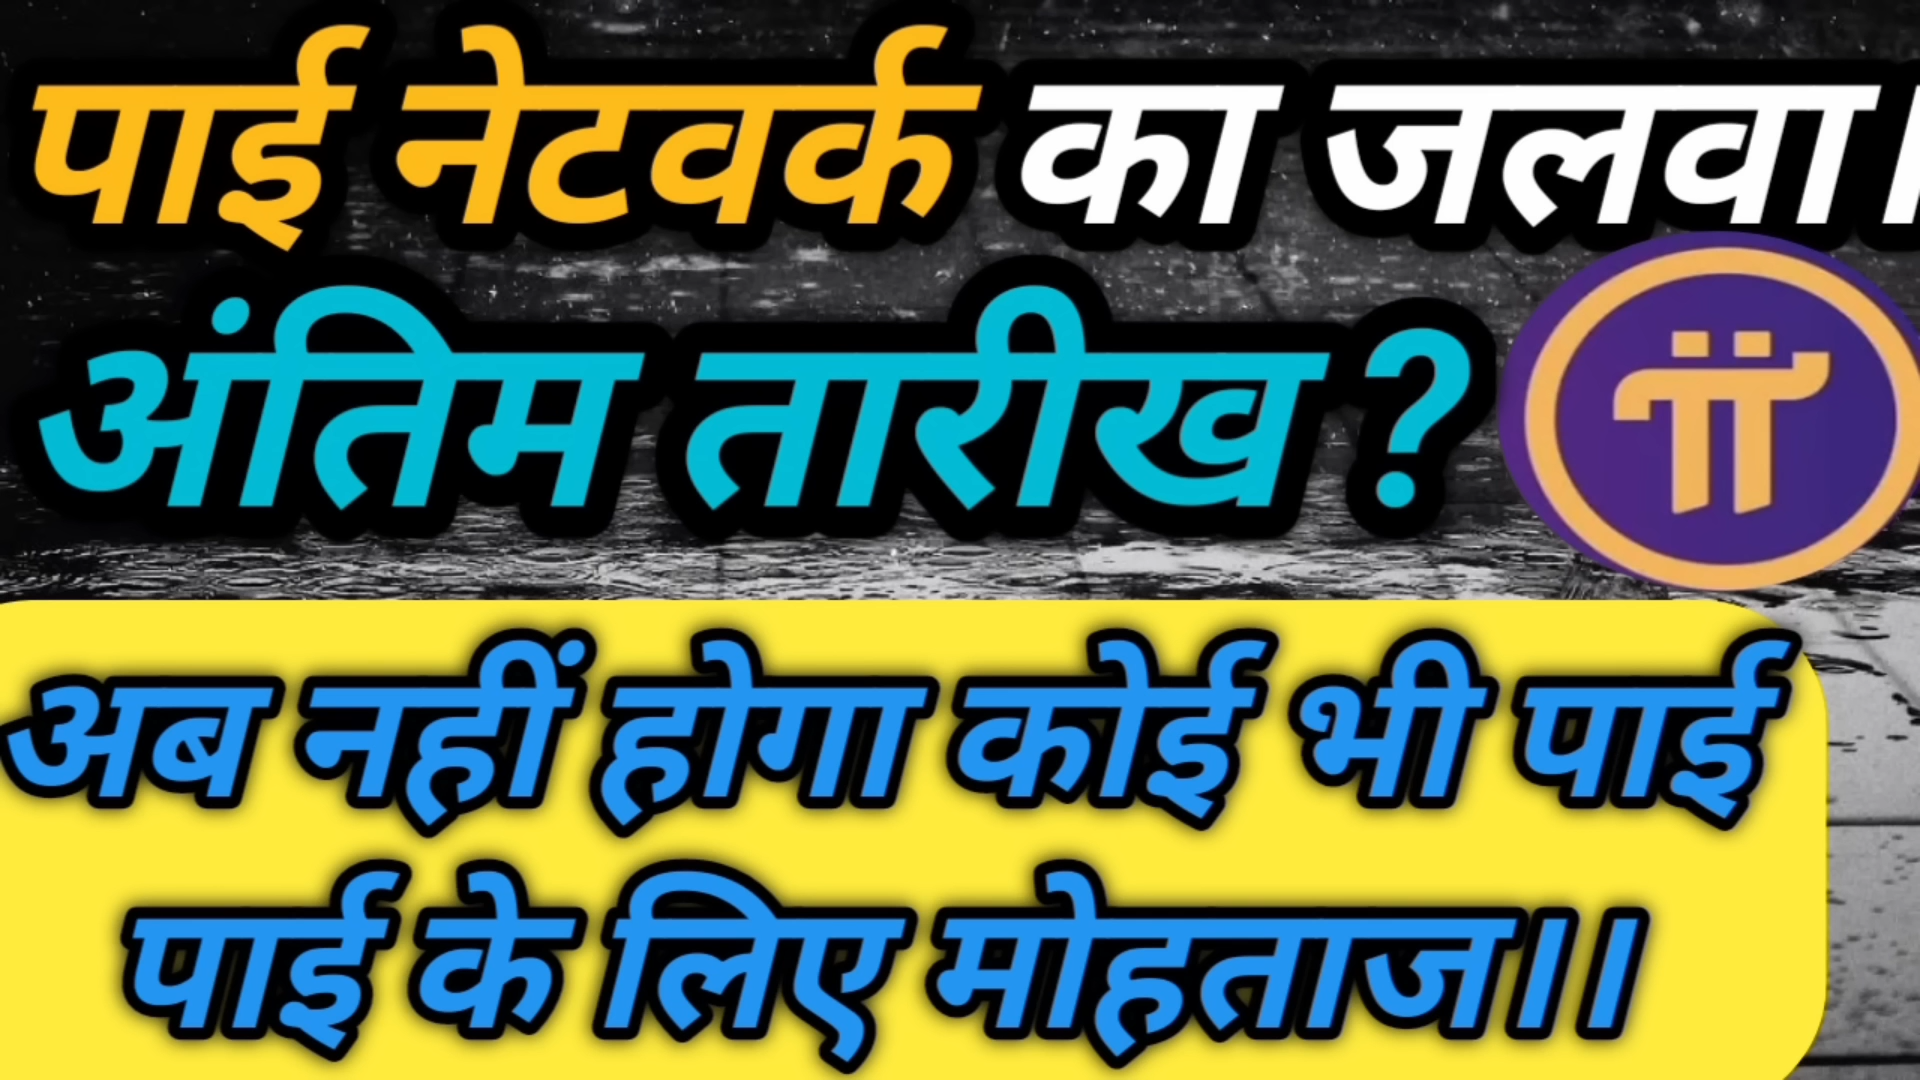 पाई नेटवर्क का जलवा।
अंतिम तारीख ?
अब नहीं होगा कोई भी पाई
पाई के लिए मोहताज।।